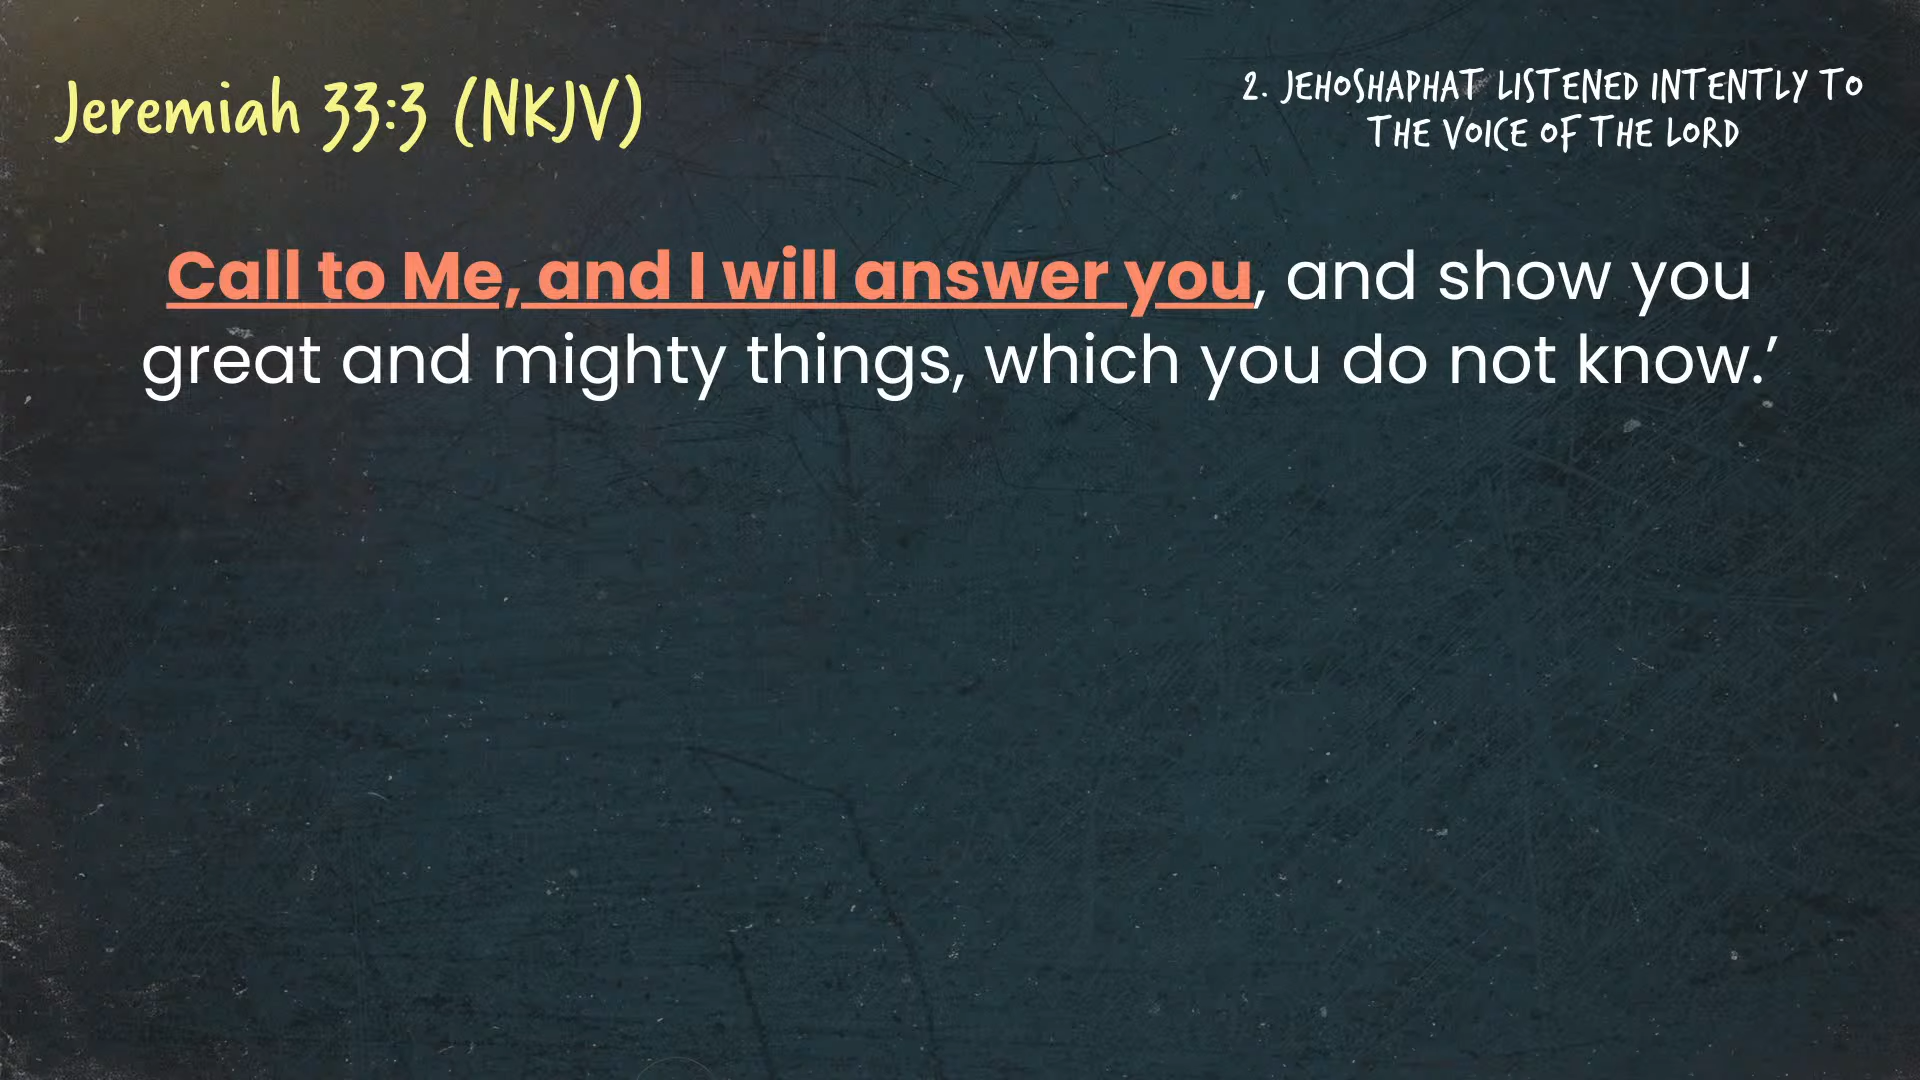 Jeremiah 33:3 (NKJV)
2. JEHOSHAPHAT LISTENED INTENTLY TO
THE VOICE OF THE LORD
Call to Me, and I will answer you, and show you
great and mighty things, which you do not know.’